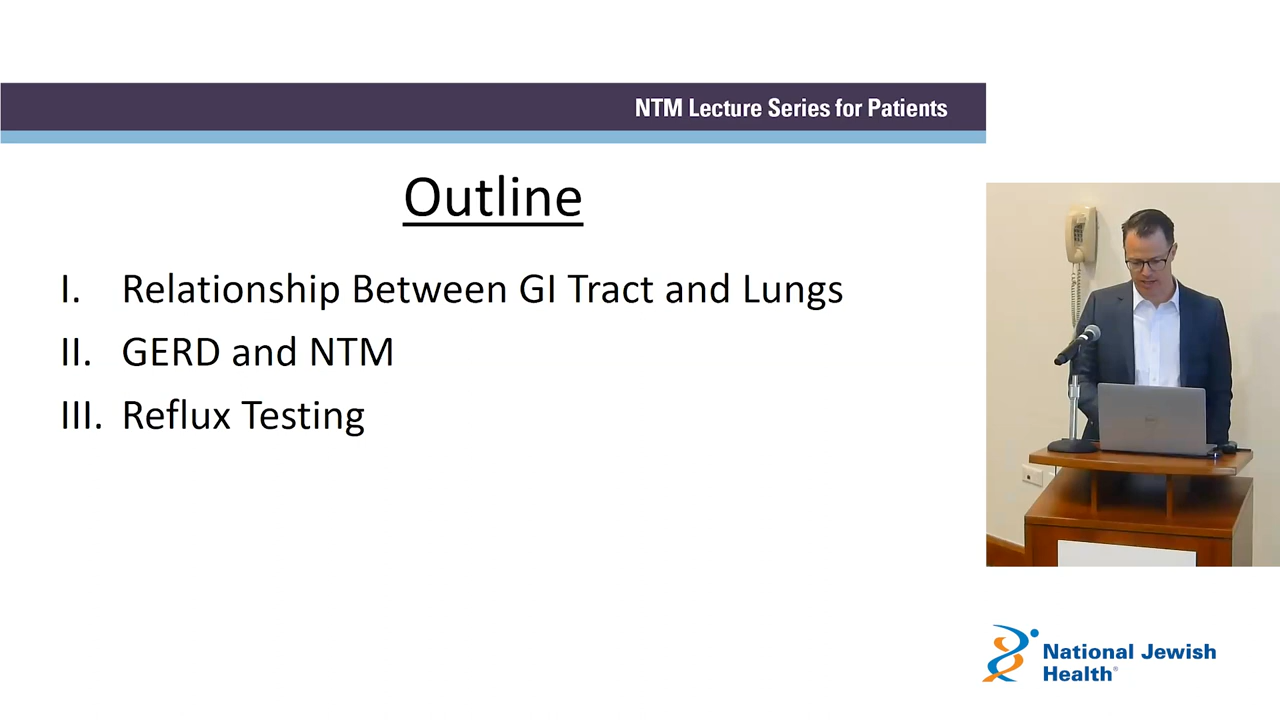 NTM Lecture Series for Patients
Outline
I. Relationship Between GI Tract and Lungs
II. GERD and NTM
III. Reflux Testing
National Jewish
Health®